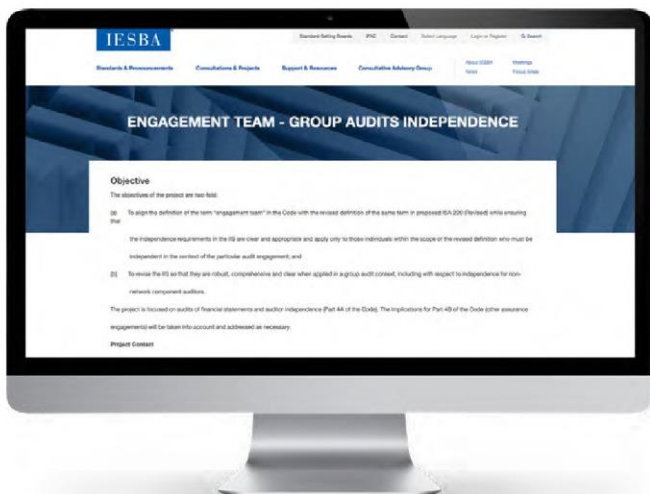 IESBA
Standard-Setting Boards IFAC Contact Select Language Login or Register Search
Standards & Pronouncements Consultations & Projects Support & Resources Consultative Advisory Group About IESBA Meetings
News Focus Areas
ENGAGEMENT TEAM - GROUP AUDITS INDEPENDENCE
Objective
The objectives of the project are two-fold:
(a) To align the definition of the term "engagement team" in the Code with the revised definition of the same term in proposed ISA 220 (Revised) while ensuring
that
the independence requirements in the IIS are clear and appropriate and apply only to those individuals within the scope of the revised definition who must be
independent in the context of the particular audit engagement; and
(b) To revise the IIS so that they are robust, comprehensive and clear when applied in a group audit context, including with respect to independence for non-
network component auditors.
The project is focused on audits of financial statements and auditor independence (Part 4A of the Code). The implications for Part 4B of the Code (other assurance
engagements) will be taken into account and addressed as necessary.
Project Contact